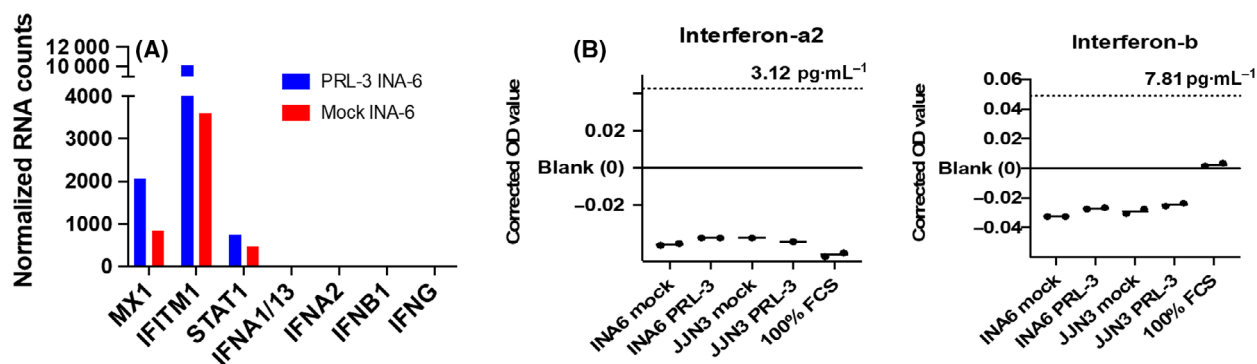 (A)
Normalized RNA counts
12 000
10 000
4000
3000
2000
1000
0
PRL-3 INA-6
Mock INA-6
MX1
IFITM1
STAT1
IFNA1/13
IFNA2
IFNB1
IFNG
(B)
Interferon-a2
3.12 pg·mL⁻¹
Corrected OD value
0.02
Blank (0)
−0.02
INA6 mock
INA6 PRL-3
JJN3 mock
JJN3 PRL-3
100% FCS
Interferon-b
7.81 pg·mL⁻¹
Corrected OD value
0.06
0.04
0.02
Blank (0)
−0.02
−0.04
INA6 mock
INA6 PRL-3
JJN3 mock
JJN3 PRL-3
100% FCS